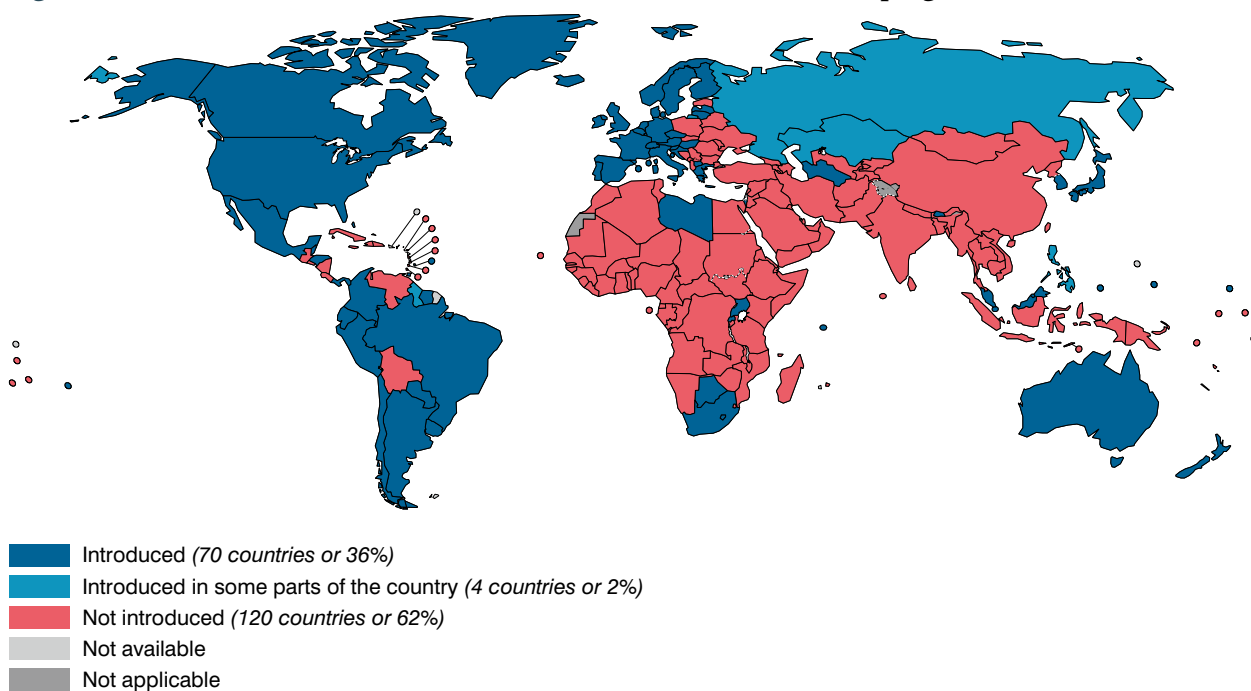 Introduced (70 countries or 36%)
Introduced in some parts of the country (4 countries or 2%)
Not introduced (120 countries or 62%)
Not available
Not applicable